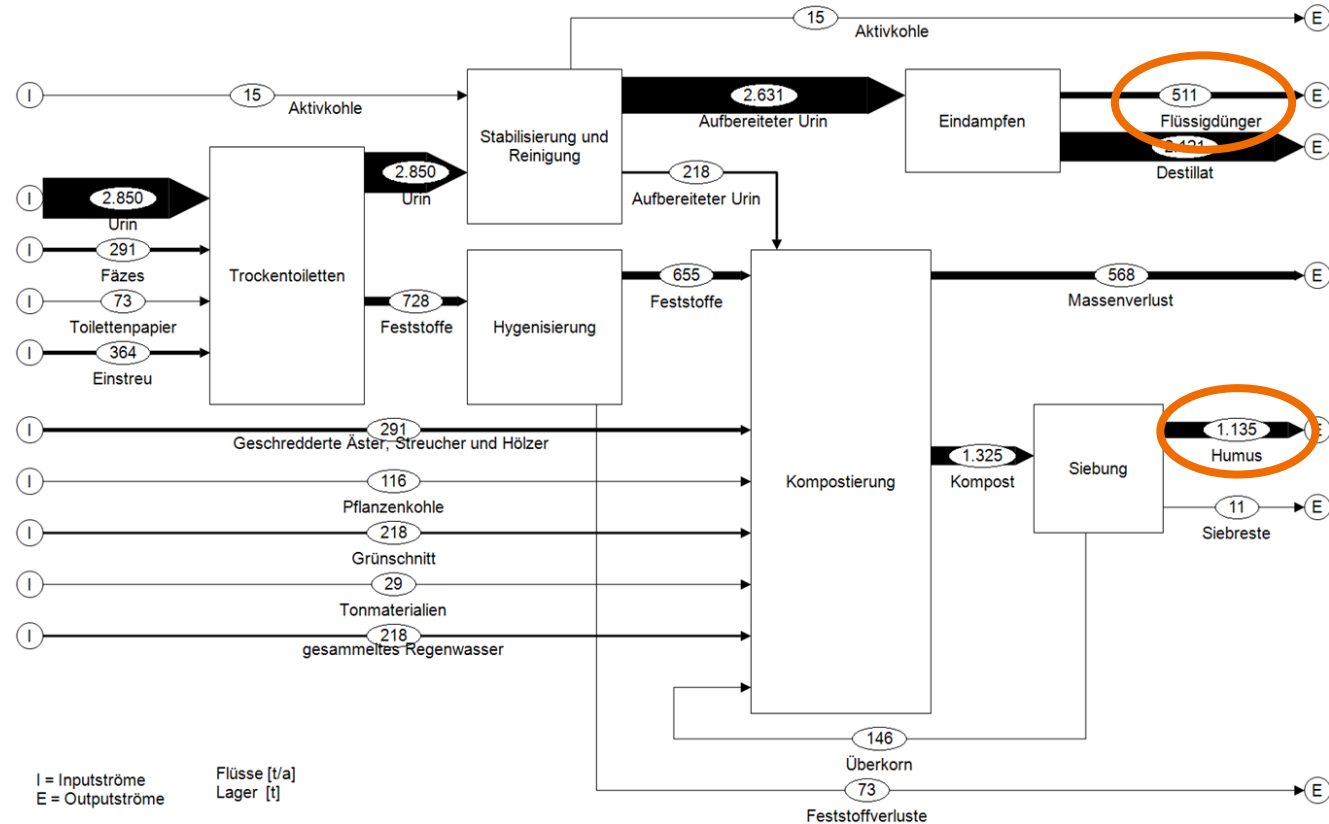 15
Aktivkohle
E
I
15
Aktivkohle
Stabilisierung und
Reinigung
2.631
Aufbereiteter Urin
Eindampfen
511
Flüssigdünger
E
2.121
Destillat
E
I
2.850
Urin
2.850
Urin
218
Aufbereiteter Urin
I
291
Fäzes
Trockentoiletten
I
73
Toilettenpapier
728
Feststoffe
Hygenisierung
655
Feststoffe
568
Massenverlust
E
I
364
Einstreu
I
291
Geschredderte Äster, Streucher und Hölzer
I
116
Pflanzenkohle
Kompostierung
1.325
Kompost
Siebung
1.135
Humus
E
11
Siebreste
E
I
218
Grünschnitt
I
29
Tonmaterialien
I
218
gesammeltes Regenwasser
146
Überkorn
73
Feststoffverluste
E
I = Inputströme
E = Outputströme
Flüsse [t/a]
Lager [t]